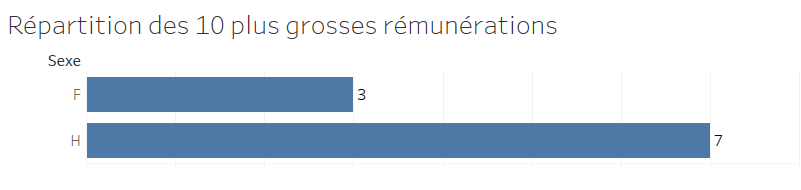 Répartition des 10 plus grosses rémunérations
Sexe
F 3
H 7